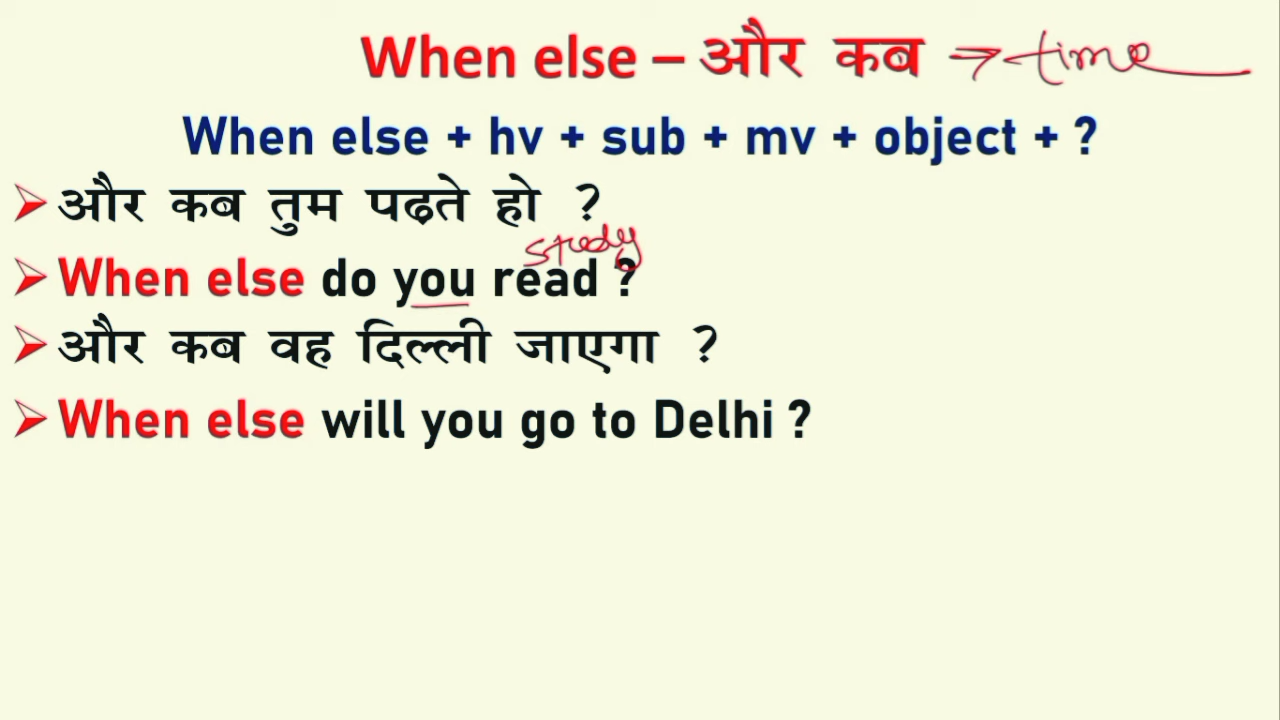 When else – और कब → time
When else + hv + sub + mv + object + ?
और कब तुम पढ़ते हो ?
study
When else do you read ?
और कब वह दिल्ली जाएगा ?
When else will you go to Delhi ?